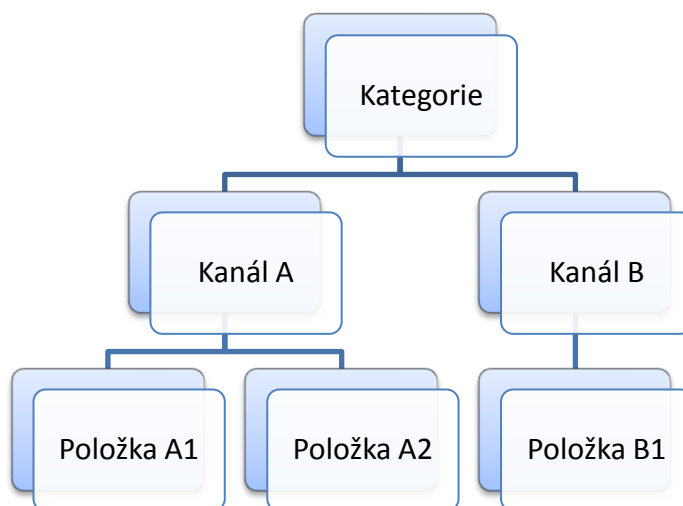 Kategorie
Kanál A
Kanál B
Položka A1
Položka A2
Položka B1